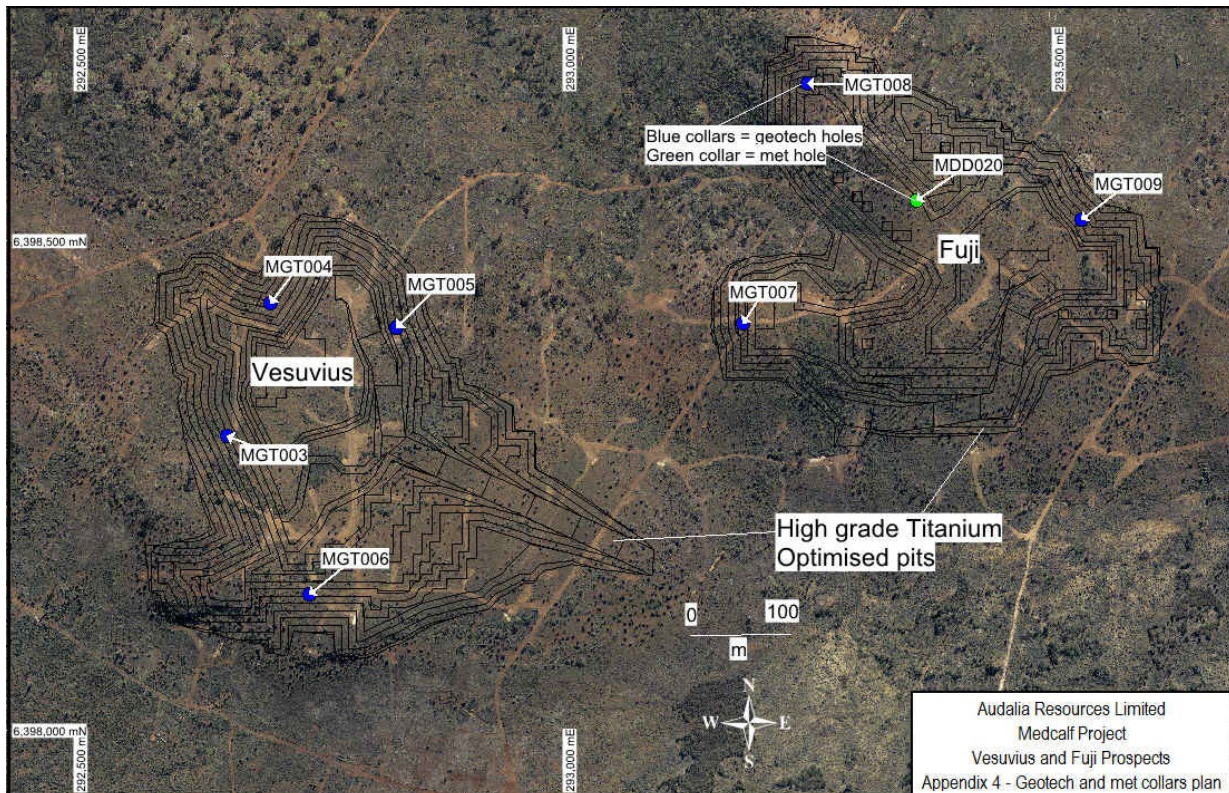 292,500 mE
293,000 mE
293,500 mE
MGT008
Blue collars = geotech holes
Green collar = met hole
MDD020
MGT009
6,398,500 mN
Fuji
MGT004
MGT005
MGT007
Vesuvius
MGT003
High grade Titanium
Optimised pits
MGT006
0 100
m
N
W E
S
6,398,000 mN
292,500 m
293,000 mE
Audalia Resources Limited
Medcalf Project
Vesuvius and Fuji Prospects
Appendix 4 - Geotech and met collars plan